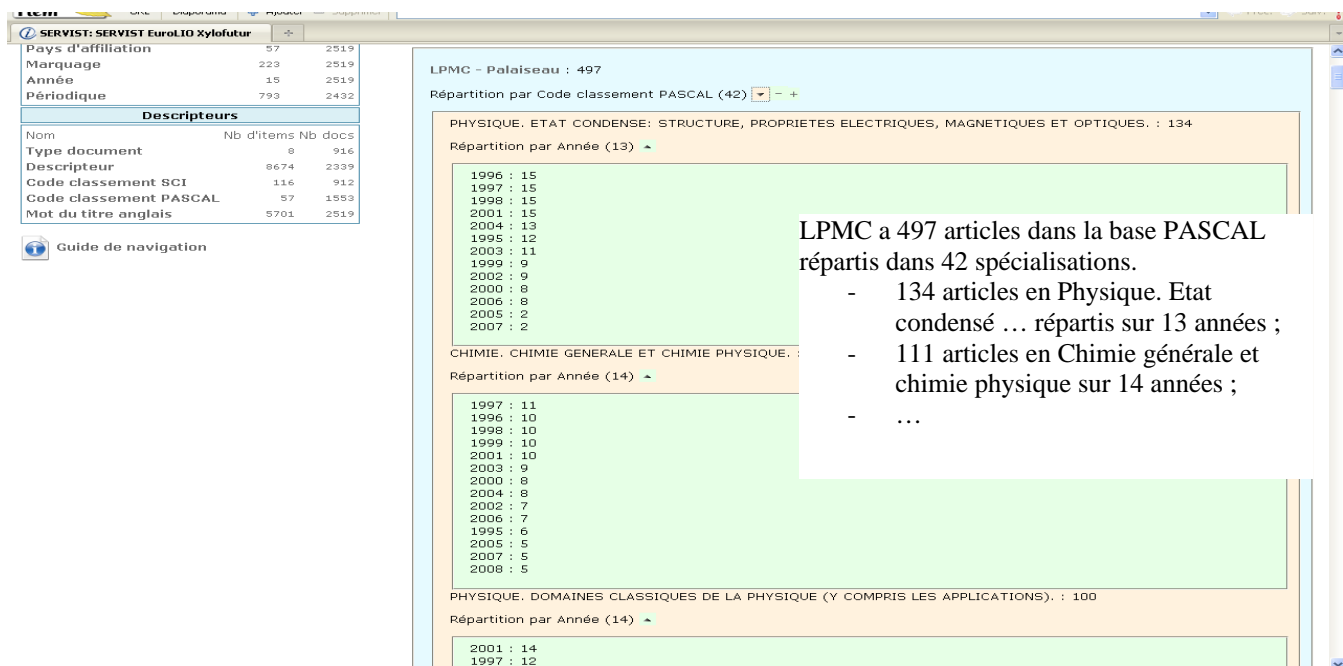 URL Diaporama Ajouter Supprimer
SERVIST: SERVIST EuroLIO Xylofutur
Pays d'affiliation 57 2519
Marquage 223 2519
Année 15 2519
Périodique 793 2432
Descripteurs
Nom Nb d'items Nb docs
Type document 8 916
Descripteur 8674 2339
Code classement SCI 116 912
Code classement PASCAL 57 1553
Mot du titre anglais 5701 2519
Guide de navigation
LPMC - Palaiseau : 497
Répartition par Code classement PASCAL (42) - +
PHYSIQUE. ETAT CONDENSE: STRUCTURE, PROPRIETES ELECTRIQUES, MAGNETIQUES ET OPTIQUES. : 134
Répartition par Année (13)
1996 : 15
1997 : 15
1998 : 15
2001 : 15
2004 : 13
1995 : 12
2003 : 11
1999 : 9
2002 : 9
2000 : 8
2006 : 8
2005 : 2
2007 : 2
CHIMIE. CHIMIE GENERALE ET CHIMIE PHYSIQUE. :
Répartition par Année (14)
1997 : 11
1996 : 10
1998 : 10
1999 : 10
2001 : 10
2003 : 9
2000 : 8
2004 : 8
2002 : 7
2006 : 7
1995 : 6
2005 : 5
2007 : 5
2008 : 5
PHYSIQUE. DOMAINES CLASSIQUES DE LA PHYSIQUE (Y COMPRIS LES APPLICATIONS). : 100
Répartition par Année (14)
2001 : 14
1997 : 12
LPMC a 497 articles dans la base PASCAL
répartis dans 42 spécialisations.
- 134 articles en Physique. Etat
condensé … répartis sur 13 années ;
- 111 articles en Chimie générale et
chimie physique sur 14 années ;
- …